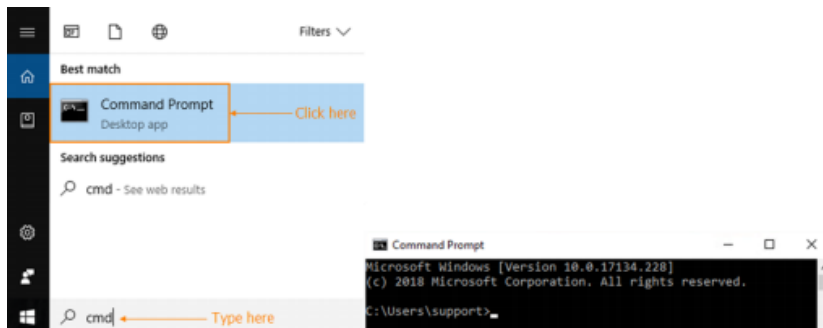 Filters
Best match
Command Prompt
Desktop app
Click here
Search suggestions
cmd - See web results
cmd
Type here
Command Prompt
Microsoft Windows [Version 10.0.17134.228]
(c) 2018 Microsoft Corporation. All rights reserved.
C:\Users\support>_